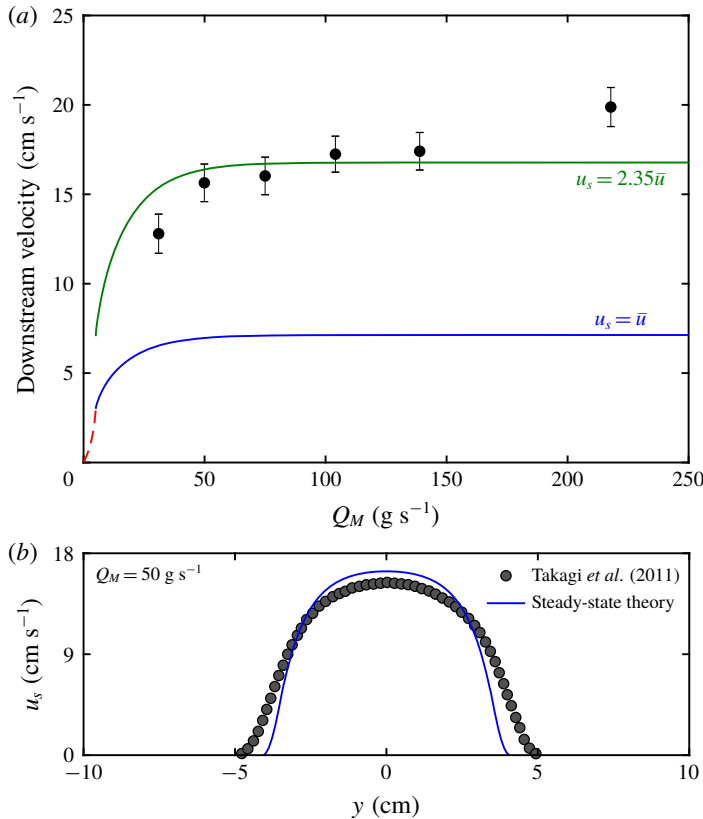 (a)
25
20
15
10
5
0
Downstream velocity (cm s⁻¹)
u_s = 2.35ū
u_s = ū
50
100
150
200
250
Q_M (g s⁻¹)
(b)
18
9
0
u_s (cm s⁻¹)
Q_M = 50 g s⁻¹
Takagi et al. (2011)
Steady-state theory
−10
−5
0
5
10
y (cm)